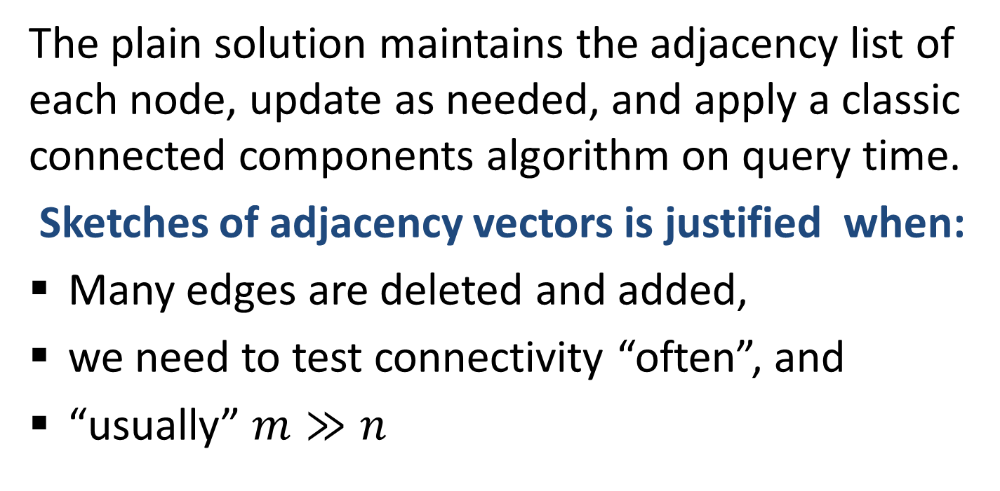 The plain solution maintains the adjacency list of
each node, update as needed, and apply a classic
connected components algorithm on query time.
Sketches of adjacency vectors is justified  when:
▪ Many edges are deleted and added,
▪ we need to test connectivity “often”, and
▪ “usually” 𝑚 ≫ 𝑛